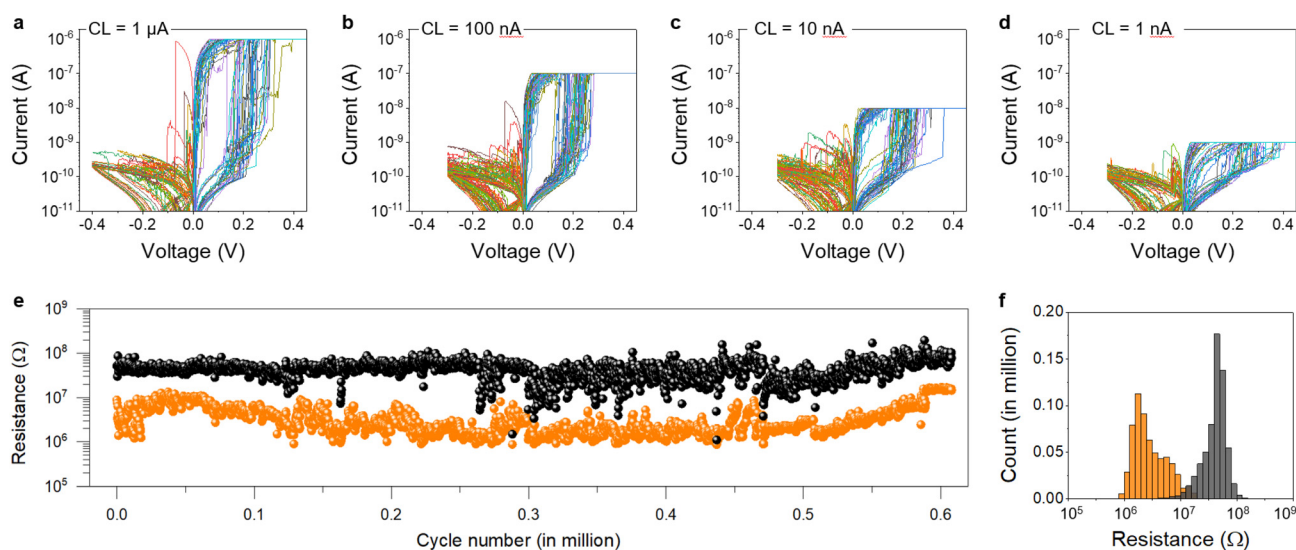 a
CL = 1 µA
Current (A)
10⁻⁶
10⁻⁷
10⁻⁸
10⁻⁹
10⁻¹⁰
10⁻¹¹
-0.4 -0.2 0.0 0.2 0.4
Voltage (V)
b
CL = 100 nA
Current (A)
10⁻⁶
10⁻⁷
10⁻⁸
10⁻⁹
10⁻¹⁰
10⁻¹¹
-0.4 -0.2 0.0 0.2 0.4
Voltage (V)
c
CL = 10 nA
Current (A)
10⁻⁶
10⁻⁷
10⁻⁸
10⁻⁹
10⁻¹⁰
10⁻¹¹
-0.4 -0.2 0.0 0.2 0.4
Voltage (V)
d
CL = 1 nA
Current (A)
10⁻⁶
10⁻⁷
10⁻⁸
10⁻⁹
10⁻¹⁰
10⁻¹¹
-0.4 -0.2 0.0 0.2 0.4
Voltage (V)
e
Resistance (Ω)
10⁹
10⁸
10⁷
10⁶
10⁵
0.0 0.1 0.2 0.3 0.4 0.5 0.6
Cycle number (in million)
f
Count (in million)
0.20
0.15
0.10
0.05
0.00
10⁵ 10⁶ 10⁷ 10⁸ 10⁹
Resistance (Ω)